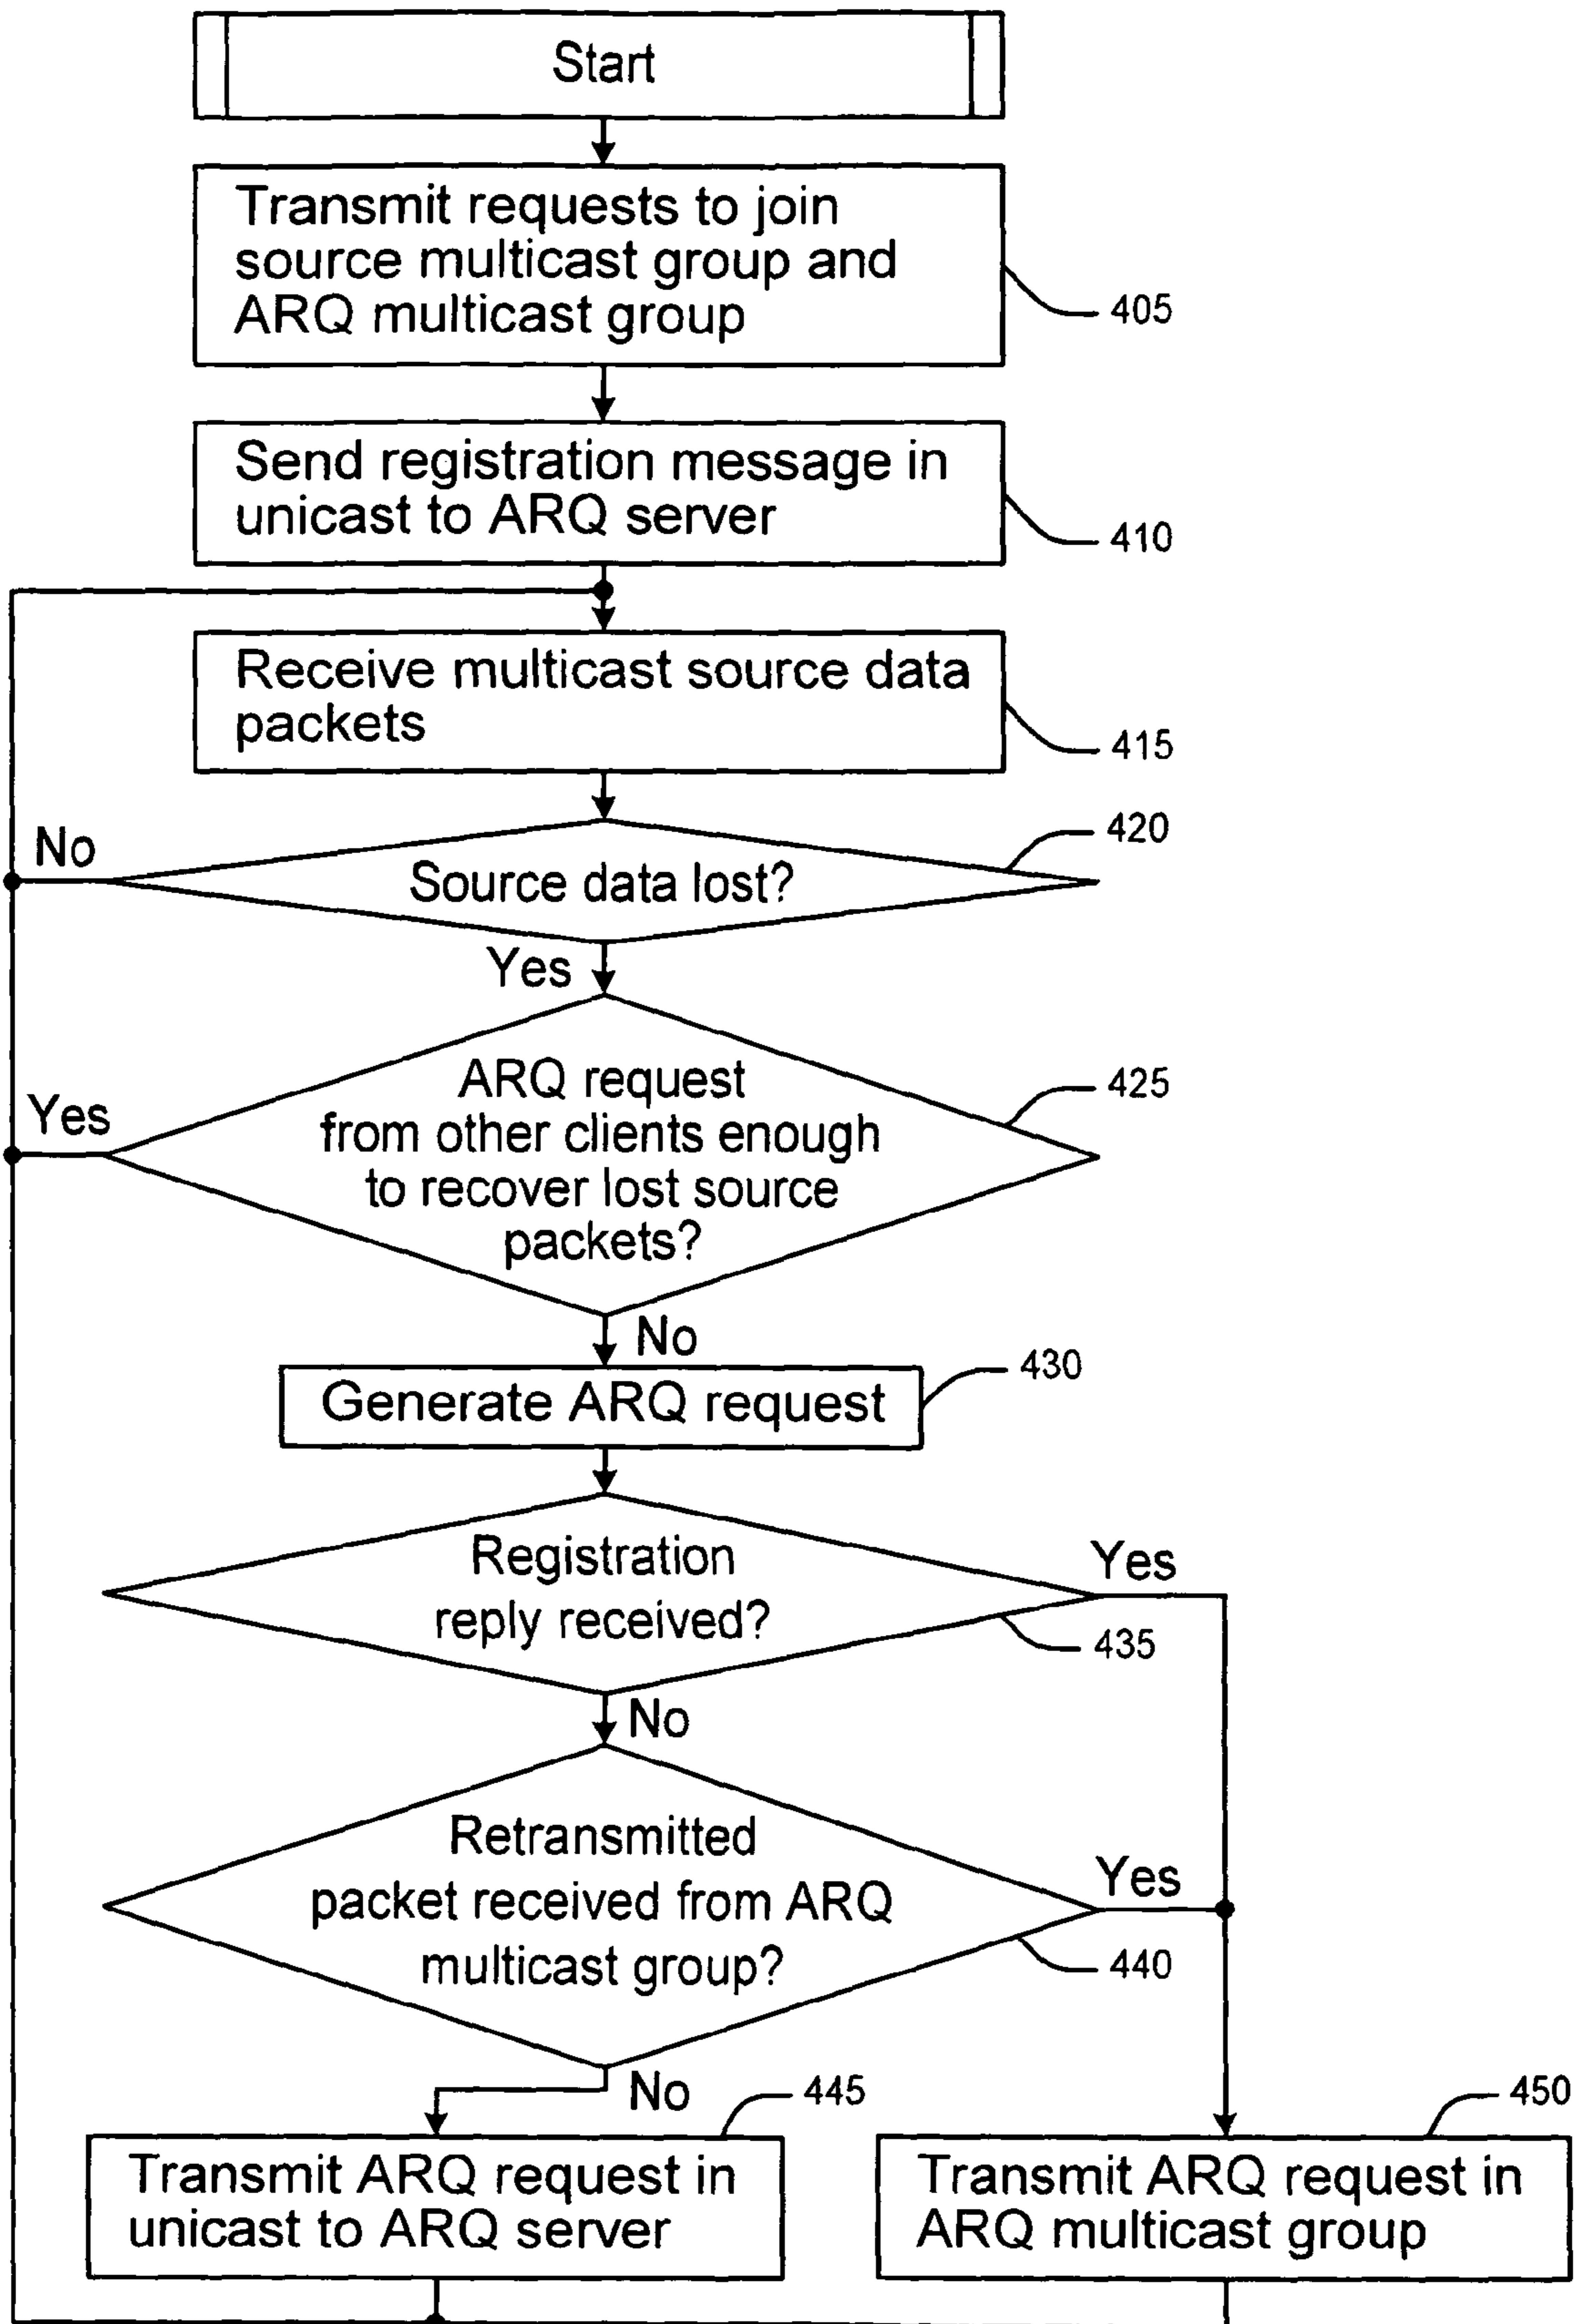 Start
Transmit requests to join
source multicast group and
ARQ multicast group
405
Send registration message in
unicast to ARQ server
410
Receive multicast source data
packets
415
No
420
Source data lost?
Yes
ARQ request
from other clients enough
to recover lost source
packets?
425
Yes
No
Generate ARQ request
430
Registration
reply received?
Yes
435
No
Retransmitted
packet received from ARQ
multicast group?
Yes
440
No
445
450
Transmit ARQ request in
unicast to ARQ server
Transmit ARQ request in
ARQ multicast group